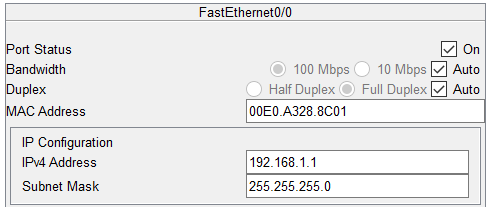 FastEthernet0/0
Port Status On
Bandwidth 100 Mbps 10 Mbps Auto
Duplex Half Duplex Full Duplex Auto
MAC Address 00E0.A328.8C01
IP Configuration
IPv4 Address 192.168.1.1
Subnet Mask 255.255.255.0